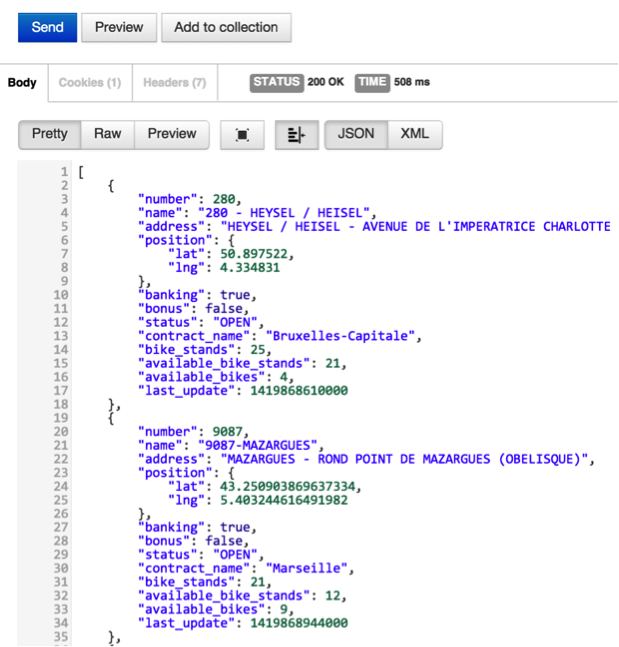 Send Preview Add to collection
Body Cookies (1) Headers (7) STATUS 200 OK TIME 508 ms
Pretty Raw Preview JSON XML
1 [
2 {
3 "number": 280,
4 "name": "280 - HEYSEL / HEISEL",
5 "address": "HEYSEL / HEISEL - AVENUE DE L'IMPERATRICE CHARLOTTE
6 "position": {
7 "lat": 50.897522,
8 "lng": 4.334831
9 },
10 "banking": true,
11 "bonus": false,
12 "status": "OPEN",
13 "contract_name": "Bruxelles-Capitale",
14 "bike_stands": 25,
15 "available_bike_stands": 21,
16 "available_bikes": 4,
17 "last_update": 1419868610000
18 },
19 {
20 "number": 9087,
21 "name": "9087-MAZARGUES",
22 "address": "MAZARGUES - ROND POINT DE MAZARGUES (OBELISQUE)",
23 "position": {
24 "lat": 43.250903869637334,
25 "lng": 5.403244616491982
26 },
27 "banking": true,
28 "bonus": false,
29 "status": "OPEN",
30 "contract_name": "Marseille",
31 "bike_stands": 21,
32 "available_bike_stands": 12,
33 "available_bikes": 9,
34 "last_update": 1419868944000
35 },